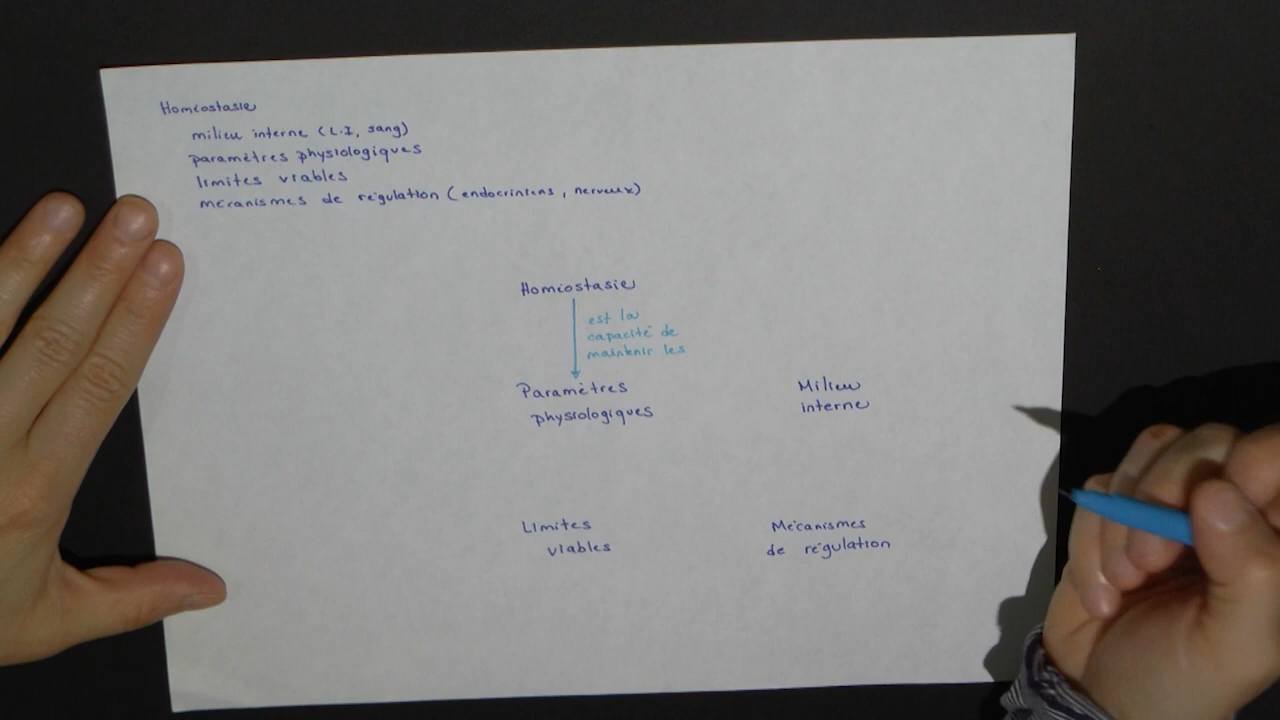 Homéostasie
milieu interne (L.I, sang)
paramètres physiologiques
limites viables
mécanismes de régulation (endocriniens, nerveux)
Homéostasie
est la
capacité de
maintenir les
Paramètres
physiologiques
Milieu
interne
Limites
viables
Mécanismes
de régulation